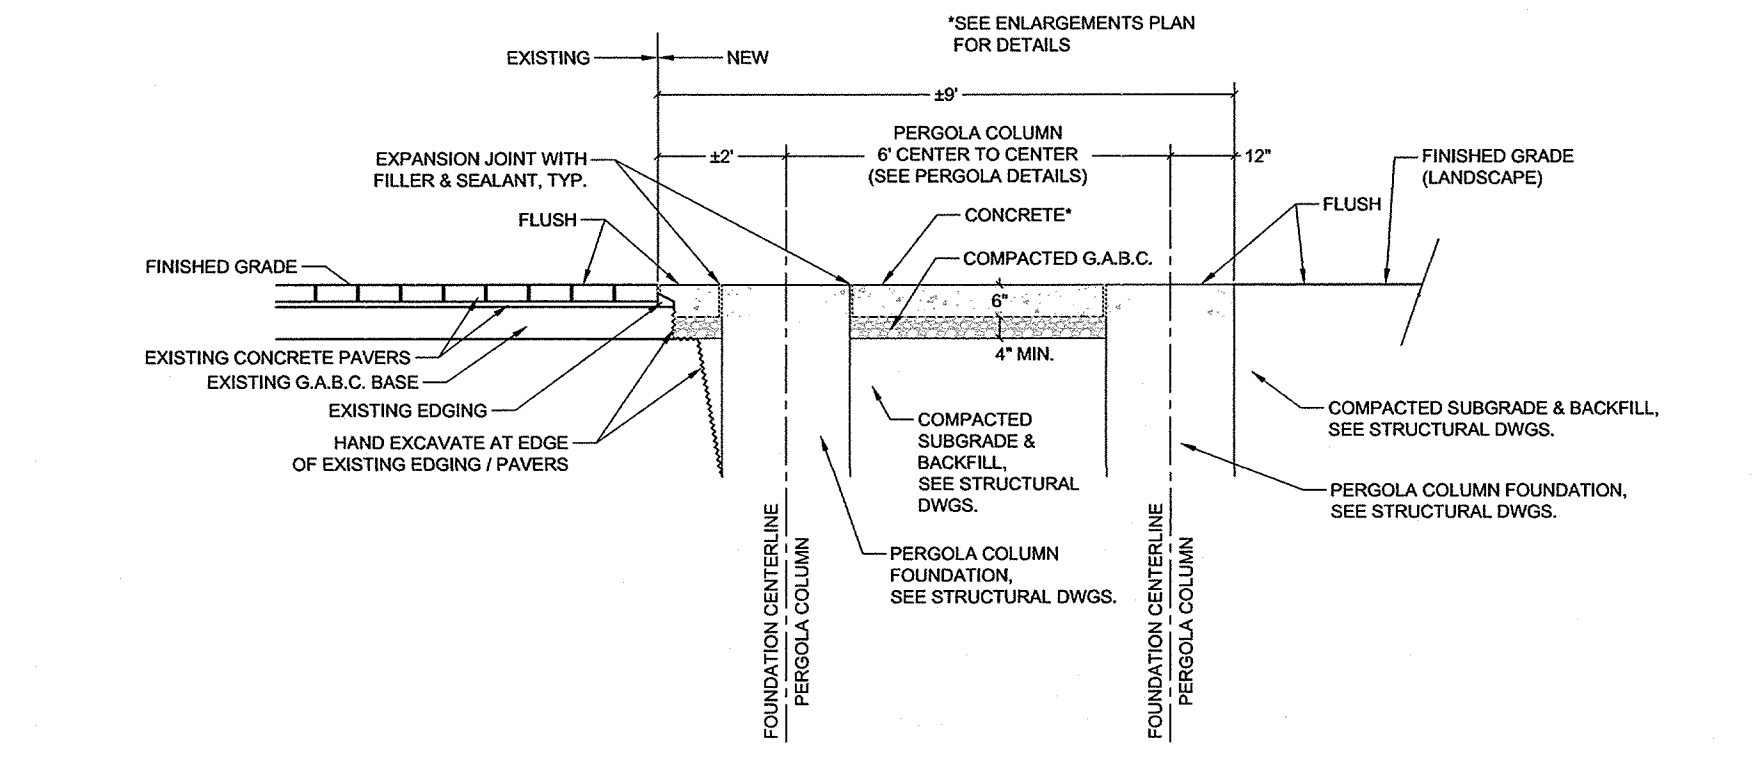 *SEE ENLARGEMENTS PLAN
FOR DETAILS
EXISTING
NEW
±9'
EXPANSION JOINT WITH
FILLER & SEALANT, TYP.
±2'
PERGOLA COLUMN
6' CENTER TO CENTER
(SEE PERGOLA DETAILS)
12"
FINISHED GRADE
(LANDSCAPE)
FLUSH
CONCRETE*
FLUSH
FINISHED GRADE
COMPACTED G.A.B.C.
6"
4" MIN.
EXISTING CONCRETE PAVERS
EXISTING G.A.B.C. BASE
EXISTING EDGING
HAND EXCAVATE AT EDGE
OF EXISTING EDGING / PAVERS
COMPACTED
SUBGRADE &
BACKFILL,
SEE STRUCTURAL
DWGS.
COMPACTED SUBGRADE & BACKFILL,
SEE STRUCTURAL DWGS.
PERGOLA COLUMN FOUNDATION,
SEE STRUCTURAL DWGS.
PERGOLA COLUMN
FOUNDATION,
SEE STRUCTURAL DWGS.
FOUNDATION CENTERLINE
PERGOLA COLUMN
FOUNDATION CENTERLINE
PERGOLA COLUMN